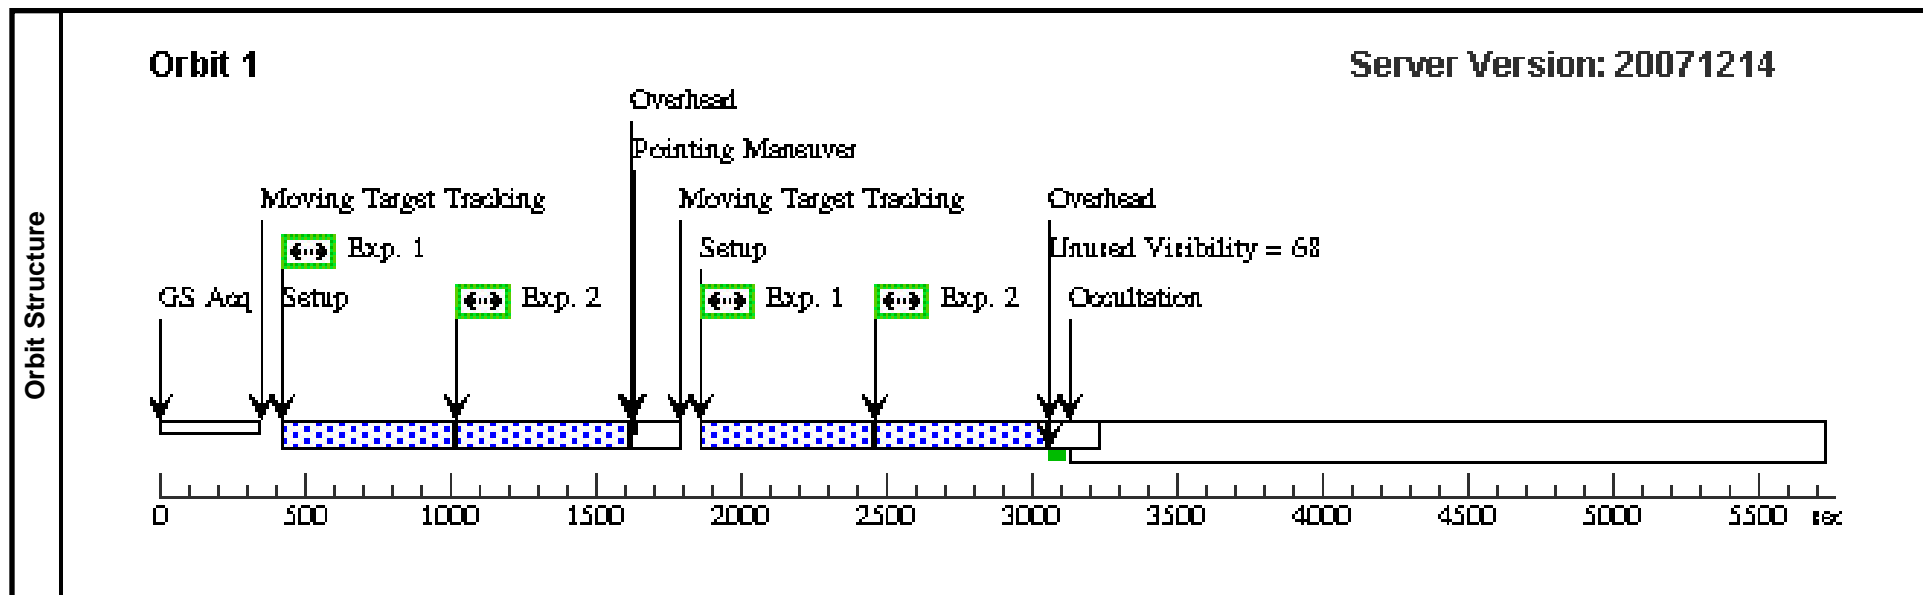 Orbit Structure
Orbit 1
Server Version: 20071214
Overhead
Pointing Maneuver
Moving Target Tracking
Moving Target Tracking
Overhead
Exp. 1
Setup
Unused Visibility = 68
GS Acq
Setup
Exp. 2
Exp. 1
Exp. 2
Occultation
0 500 1000 1500 2000 2500 3000 3500 4000 4500 5000 5500 sec